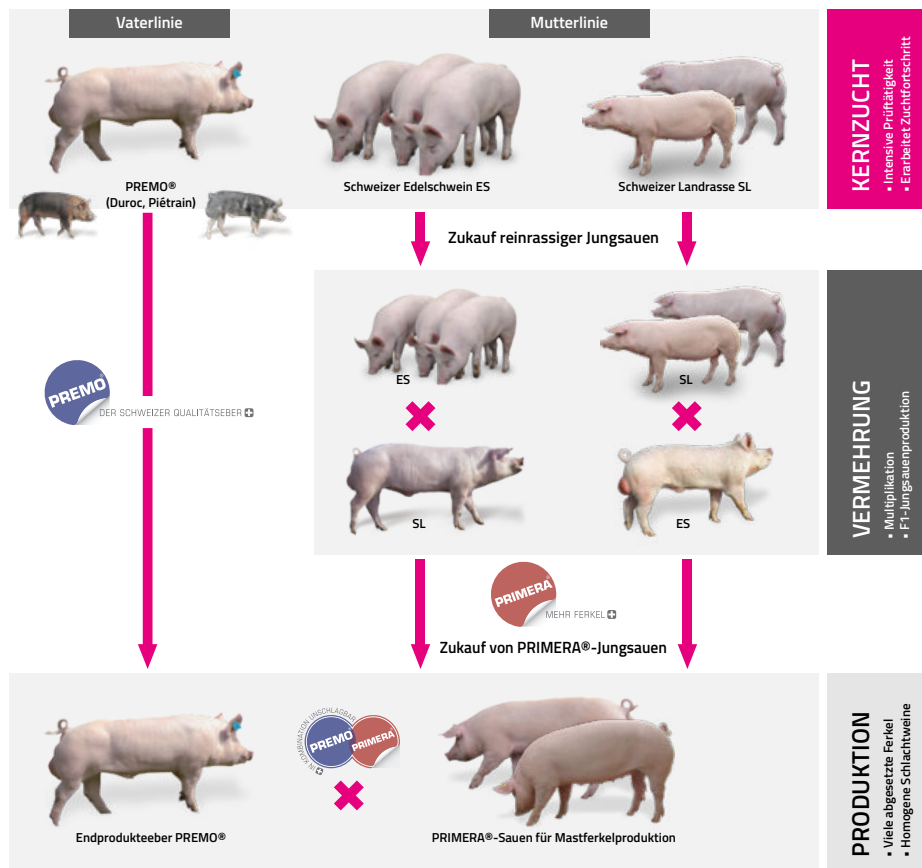 Vaterlinie
Mutterlinie
PREMO®
(Duroc, Piétrain)
Schweizer Edelschwein ES
Schweizer Landrasse SL
KERNZUCHT
▪ Intensive Prüftätigkeit
▪ Erarbeitet Zuchtfortschritt
Zukauf reinrassiger Jungsauen
PREMO®
DER SCHWEIZER QUALITÄTSEBER
ES
SL
SL
ES
VERMEHRUNG
▪ Multiplikation
▪ F1-Jungsauenproduktion
PRIMERA®
MEHR FERKEL
Zukauf von PRIMERA®-Jungsauen
IN KOMBINATION UNSCHLAGBAR
PREMO
PRIMERA
Endprodukteeber PREMO®
PRIMERA®-Sauen für Mastferkelproduktion
PRODUKTION
▪ Viele abgesetzte Ferkel
▪ Homogene Schlachtweine